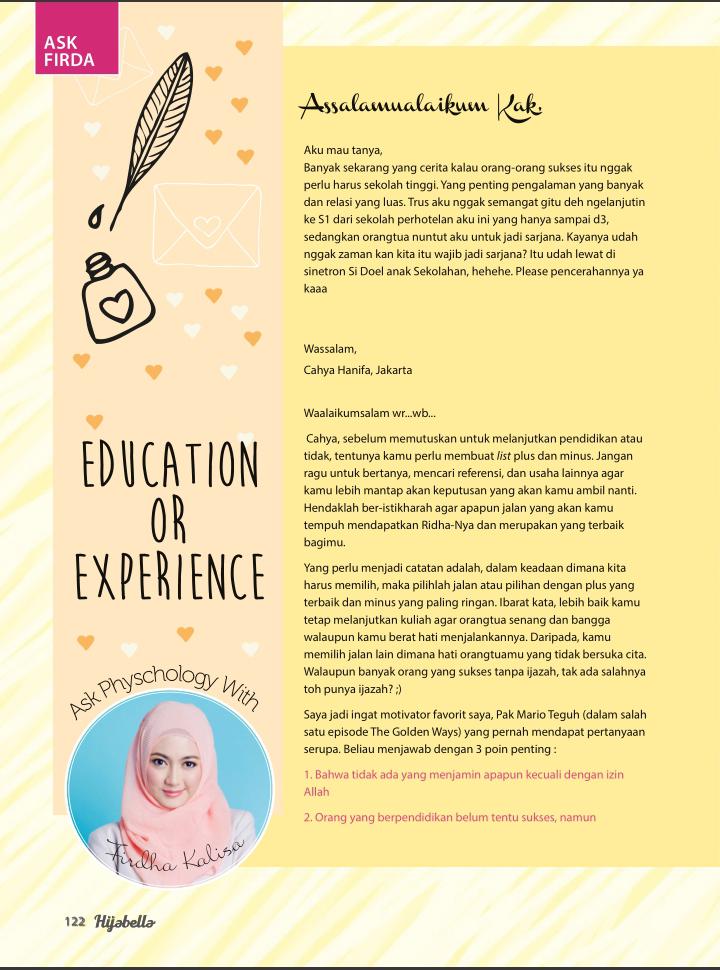 ASK
FIRDA
EDUCATION
OR
EXPERIENCE
Ask Physchology With
Firdha Kalisa
Assalamualaikum Kak.
Aku mau tanya,
Banyak sekarang yang cerita kalau orang-orang sukses itu nggak
perlu harus sekolah tinggi. Yang penting pengalaman yang banyak
dan relasi yang luas. Trus aku nggak semangat gitu deh ngelanjutin
ke S1 dari sekolah perhotelan aku ini yang hanya sampai d3,
sedangkan orangtua nuntut aku untuk jadi sarjana. Kayanya udah
nggak zaman kan kita itu wajib jadi sarjana? Itu udah lewat di
sinetron Si Doel anak Sekolahan, hehehe. Please pencerahannya ya
kaaa
Wassalam,
Cahya Hanifa, Jakarta
Waalaikumsalam wr...wb...
Cahya, sebelum memutuskan untuk melanjutkan pendidikan atau
tidak, tentunya kamu perlu membuat list plus dan minus. Jangan
ragu untuk bertanya, mencari referensi, dan usaha lainnya agar
kamu lebih mantap akan keputusan yang akan kamu ambil nanti.
Hendaklah ber-istikharah agar apapun jalan yang akan kamu
tempuh mendapatkan Ridha-Nya dan merupakan yang terbaik
bagimu.
Yang perlu menjadi catatan adalah, dalam keadaan dimana kita
harus memilih, maka pilihlah jalan atau pilihan dengan plus yang
terbaik dan minus yang paling ringan. Ibarat kata, lebih baik kamu
tetap melanjutkan kuliah agar orangtua senang dan bangga
walaupun kamu berat hati menjalankannya. Daripada, kamu
memilih jalan lain dimana hati orangtuamu yang tidak bersuka cita.
Walaupun banyak orang yang sukses tanpa ijazah, tak ada salahnya
toh punya ijazah? ;)
Saya jadi ingat motivator favorit saya, Pak Mario Teguh (dalam salah
satu episode The Golden Ways) yang pernah mendapat pertanyaan
serupa. Beliau menjawab dengan 3 poin penting :
1. Bahwa tidak ada yang menjamin apapun kecuali dengan izin
Allah
2. Orang yang berpendidikan belum tentu sukses, namun
122 Hijabella